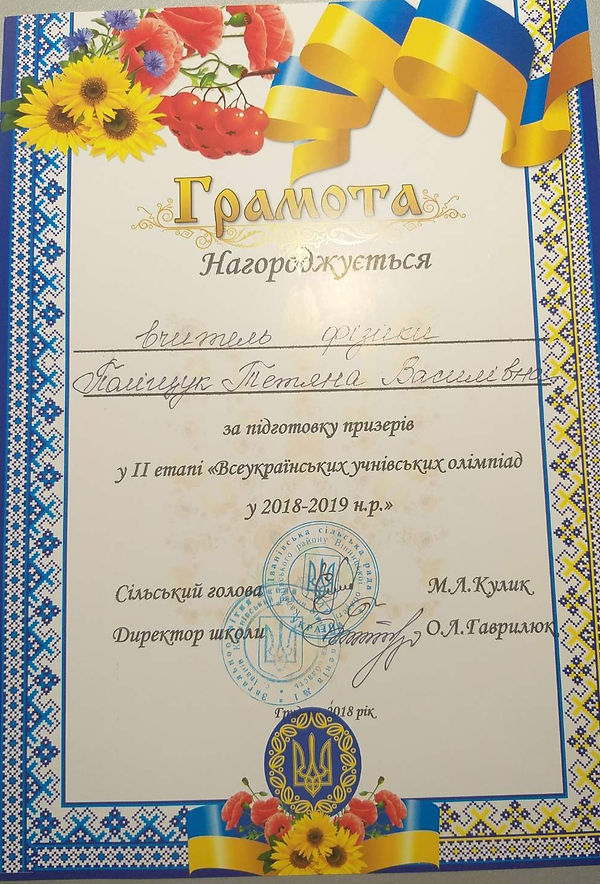 Грамота
Нагороджується
вчитель фізики
Поліщук Тетяна Василівна
за підготовку призерів
у ІІ етапі «Всеукраїнських учнівських олімпіад
у 2018-2019 н.р.»
Сільський голова М.Л.Кулик
Директор школи О.Л.Гаврилюк
2018 рік